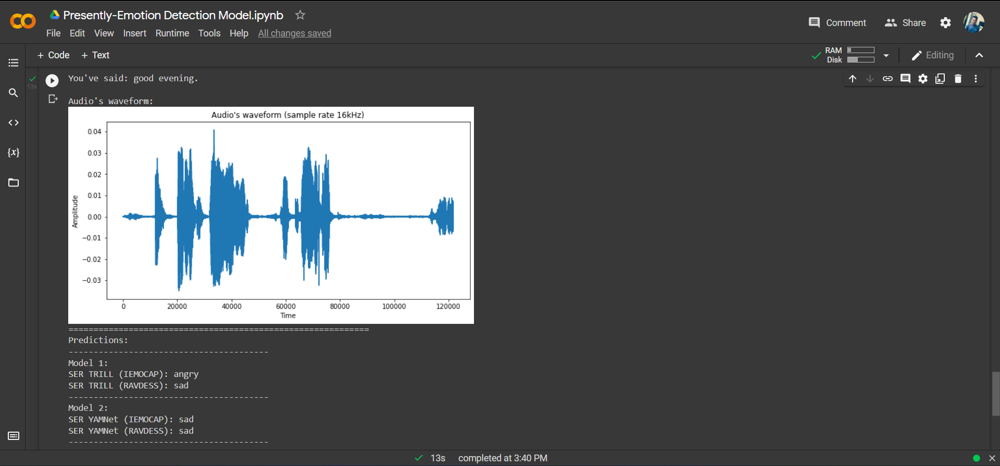 Presently-Emotion Detection Model.ipynb
File Edit View Insert Runtime Tools Help All changes saved
Comment Share
+ Code + Text
RAM
Disk
Editing
13s
You've said: good evening.
Audio's waveform:
Audio's waveform (sample rate 16kHz)
0.04
0.03
0.02
0.01
0.00
−0.01
−0.02
−0.03
Amplitude
0 20000 40000 60000 80000 100000 120000
Time
============================================================
Predictions:
----------------------------------------
Model 1:
SER TRILL (IEMOCAP): angry
SER TRILL (RAVDESS): sad
----------------------------------------
Model 2:
SER YAMNet (IEMOCAP): sad
SER YAMNet (RAVDESS): sad
----------------------------------------
13s completed at 3:40 PM